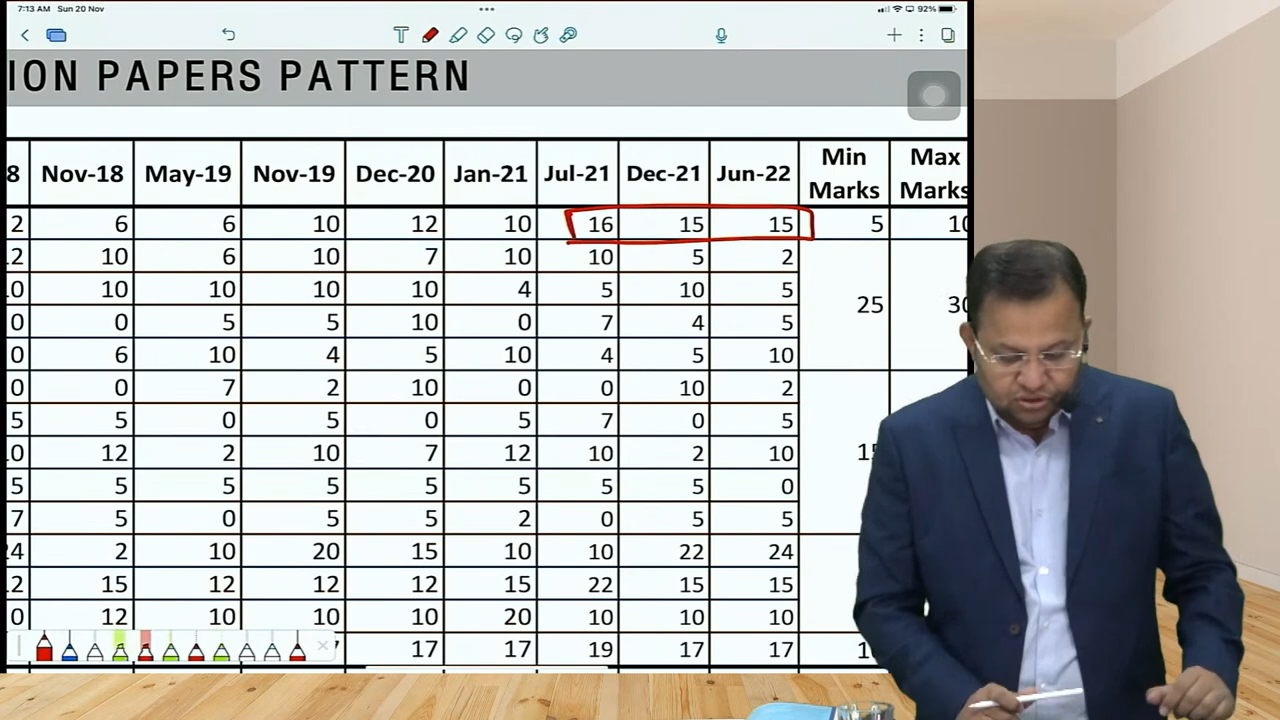 7:13 AM Sun 20 Nov
92%
ION PAPERS PATTERN
8 Nov-18 May-19 Nov-19 Dec-20 Jan-21 Jul-21 Dec-21 Jun-22 Min Marks Max Marks
2 6 6 10 12 10 16 15 15 5 10
12 10 6 10 7 10 10 5 2
0 10 10 10 10 4 5 10 5 25 30
0 0 5 5 10 0 7 4 5
0 6 10 4 5 10 4 5 10
0 0 7 2 10 0 0 10 2
5 5 0 5 0 5 7 0 5
0 12 2 10 7 12 10 2 10
5 5 5 5 5 5 5 5 0
7 5 0 5 5 2 0 5 5
24 2 10 20 15 10 10 22 24
2 15 12 12 12 15 22 15 15
0 12 10 10 10 20 10 10 10
17 17 19 17 17